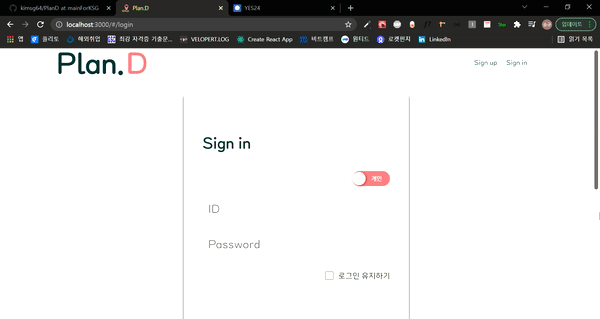 kimsg64/PlanD at main·forKSG
Plan.D
YES24
localhost:3000/#/login
업데이트
앱
폴리도
해외취업
최강 자격증 기출문...
VELOPERT.LOG
Create React App
비트캠프
원티드
로켓펀치
LinkedIn
읽기 목록
Plan.D
Sign up
Sign in
Sign in
개인
ID
Password
로그인 유지하기